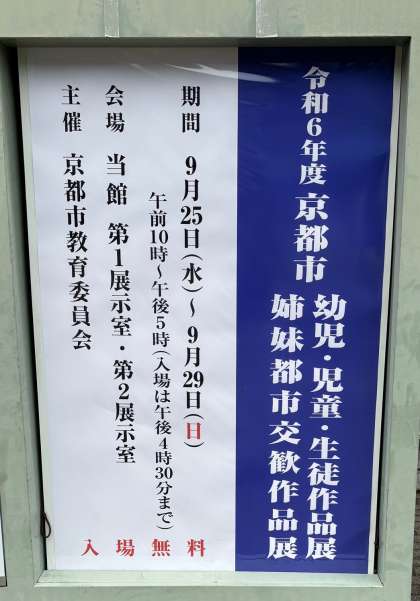 令和6年度 京都市
幼児・児童・生徒作品展
姉妹都市交歓作品展
期間 9月25日(水)～9月29日(日)
午前10時～午後5時(入場は午後4時30分まで)
会場 当館 第1展示室・第2展示室
主催 京都市教育委員会
入場無料